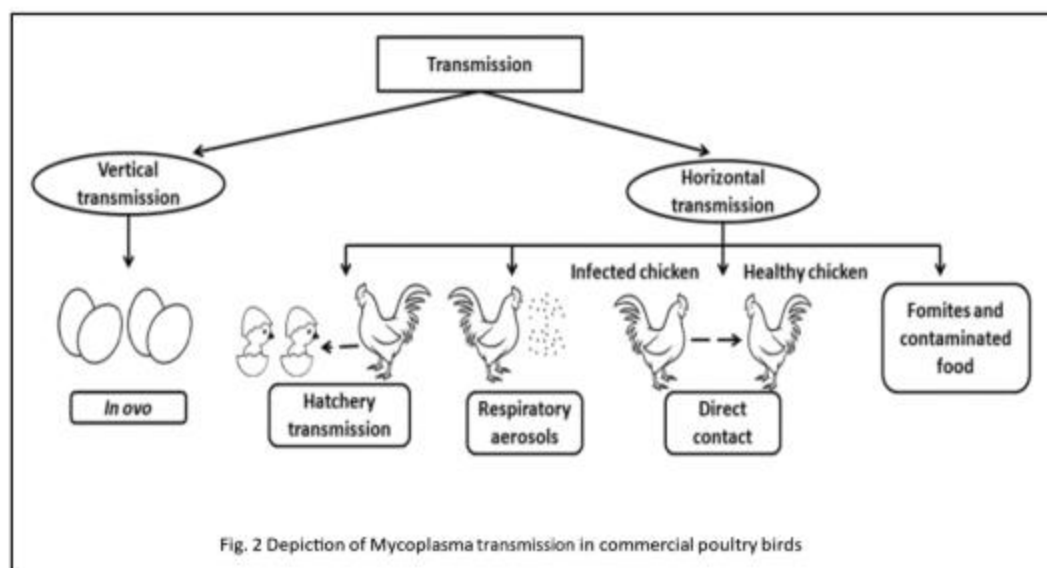 Transmission
Vertical
transmission
Horizontal
transmission
Infected chicken
Healthy chicken
Fomites and
contaminated
food
In ovo
Hatchery
transmission
Respiratory
aerosols
Direct
contact
Fig. 2 Depiction of Mycoplasma transmission in commercial poultry birds